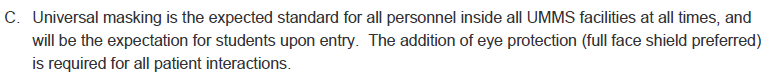 C. Universal masking is the expected standard for all personnel inside all UMMS facilities at all times, and
will be the expectation for students upon entry.  The addition of eye protection (full face shield preferred)
is required for all patient interactions.